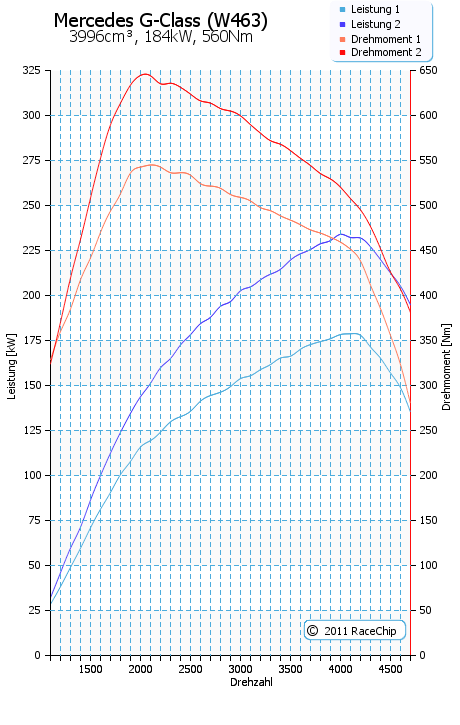 Mercedes G-Class (W463)
3996cm³, 184kW, 560Nm
Leistung 1
Leistung 2
Drehmoment 1
Drehmoment 2
325
300
275
250
225
200
175
150
125
100
75
50
25
0
Leistung [kW]
650
600
550
500
450
400
350
300
250
200
150
100
50
0
Drehmoment [Nm]
© 2011 RaceChip
1500 2000 2500 3000 3500 4000 4500
Drehzahl